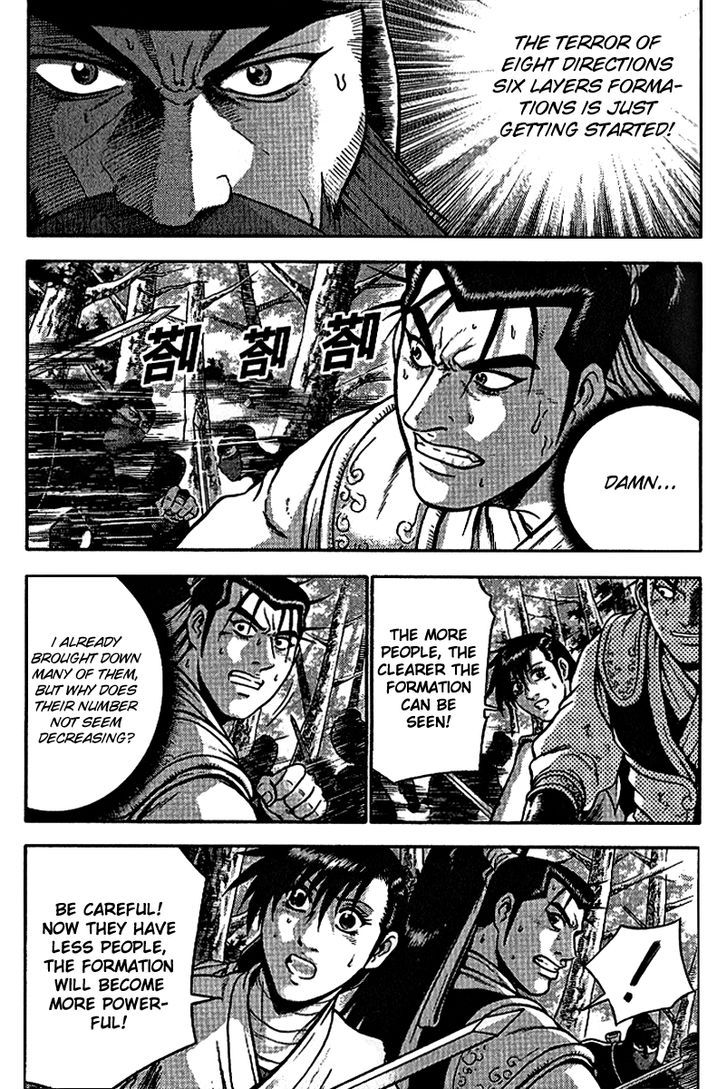 THE TERROR OF
EIGHT DIRECTIONS
SIX LAYERS FORMA-
TIONS IS JUST
GETTING STARTED!
DAMN...
I ALREADY
BROUGHT DOWN
MANY OF THEM,
BUT WHY DOES
THEIR NUMBER
NOT SEEM
DECREASING?
THE MORE
PEOPLE, THE
CLEARER THE
FORMATION
CAN BE
SEEN!
BE CAREFUL!
NOW THEY HAVE
LESS PEOPLE,
THE FORMATION
WILL BECOME
MORE POWER-
FUL!
!